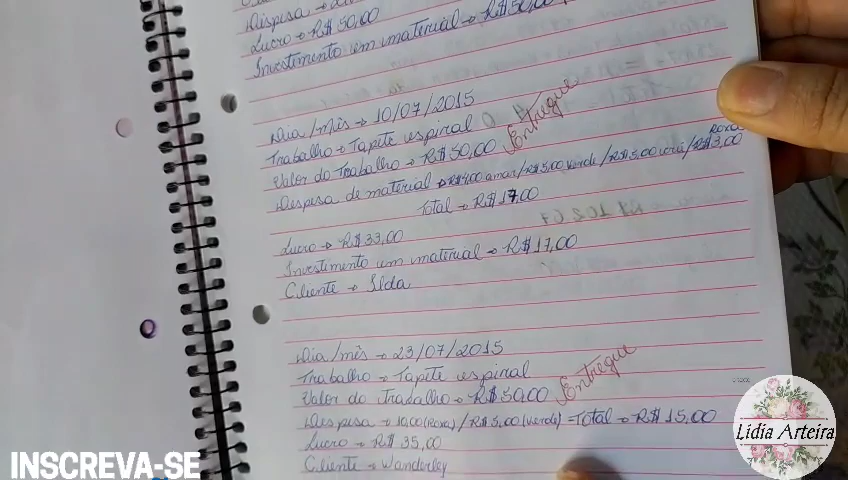 Dispesa →
Lucro → R$ 50,00
Investimento em material → R$ 50,00
Dia/mês → 10/07/2015
Trabalho → Tapete espiral
Valor do Trabalho → R$ 50,00 Entregue
Despesa de material → R$ 4,00 amar/R$ 5,00 Verde/R$ 5,00 /R$ 3,00 Roxa
Total → R$ 17,00
Lucro → R$ 33,00
Investimento em material → R$ 17,00
Cliente → Ilda
Dia/mês → 23/07/2015
Trabalho → Tapete espiral
Valor do Trabalho → R$ 50,00 Entregue
Despesa → 10,00 (Roxa) / R$ 5,00 (Verde) = Total → R$ 15,00
Lucro → R$ 35,00
Cliente → Wanderley
INSCREVA-SE
Lidia Arteira